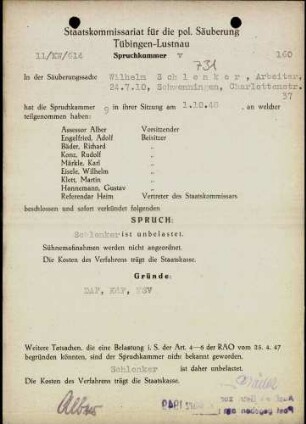 Staatskommissariat für die pol. Säuberung
Tübingen-Lustnau
11/KW/614 Spruchkammer V 160
731
In der Säuberungssache Wilhelm Schlenker, Arbeiter,
24.7.10, Schwenningen, Charlottenstr.
37
hat die Spruchkammer 9 in ihrer Sitzung am 1.10.48 , an welcher
teilgenommen haben:
Assessor Alber Vorsitzender
Engelfried, Adolf Beisitzer
Bäder, Richard "
Konz, Rudolf "
Märkle, Karl "
Eisele, Wilhelm "
Klett, Martin "
Hennemann, Gustav "
Referendar Heim Vertreter des Staatskommissars
beschlossen und sofort verkündet folgenden
SPRUCH:
Schlenker ist unbelastet.
Sühnemaßnahmen werden nicht angeordnet.
Die Kosten des Verfahrens trägt die Staatskasse.
Gründe:
DAF, NSV
Weitere Tatsachen, die eine Belastung i. S. der Art. 4—6 der RAO vom 25. 4. 47
begründen könnten, sind der Spruchkammer nicht bekannt geworden.
Schlenker ist daher unbelastet.
Die Kosten des Verfahrens trägt die Staatskasse.
Alber